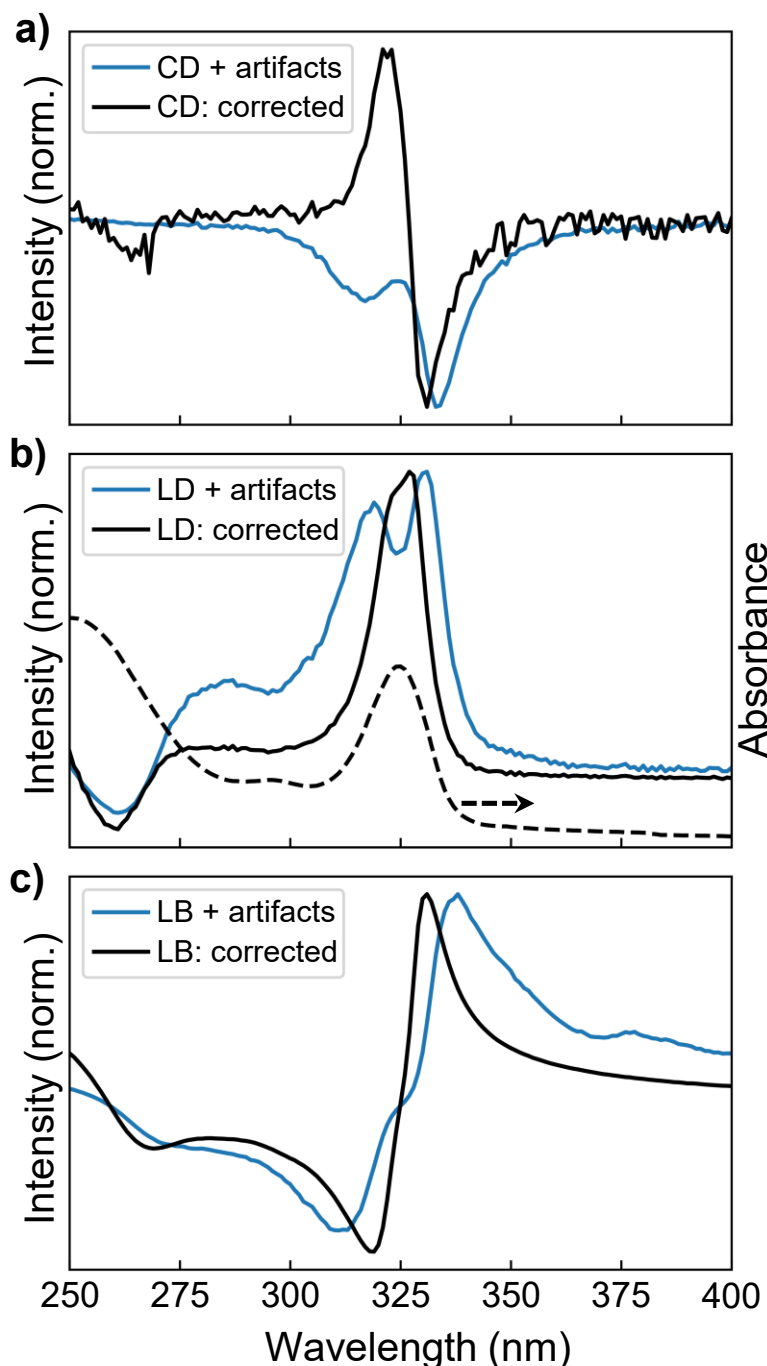 a)
CD + artifacts
CD: corrected
Intensity (norm.)
b)
LD + artifacts
LD: corrected
Intensity (norm.)
Absorbance
c)
LB + artifacts
LB: corrected
Intensity (norm.)
250 275 300 325 350 375 400
Wavelength (nm)